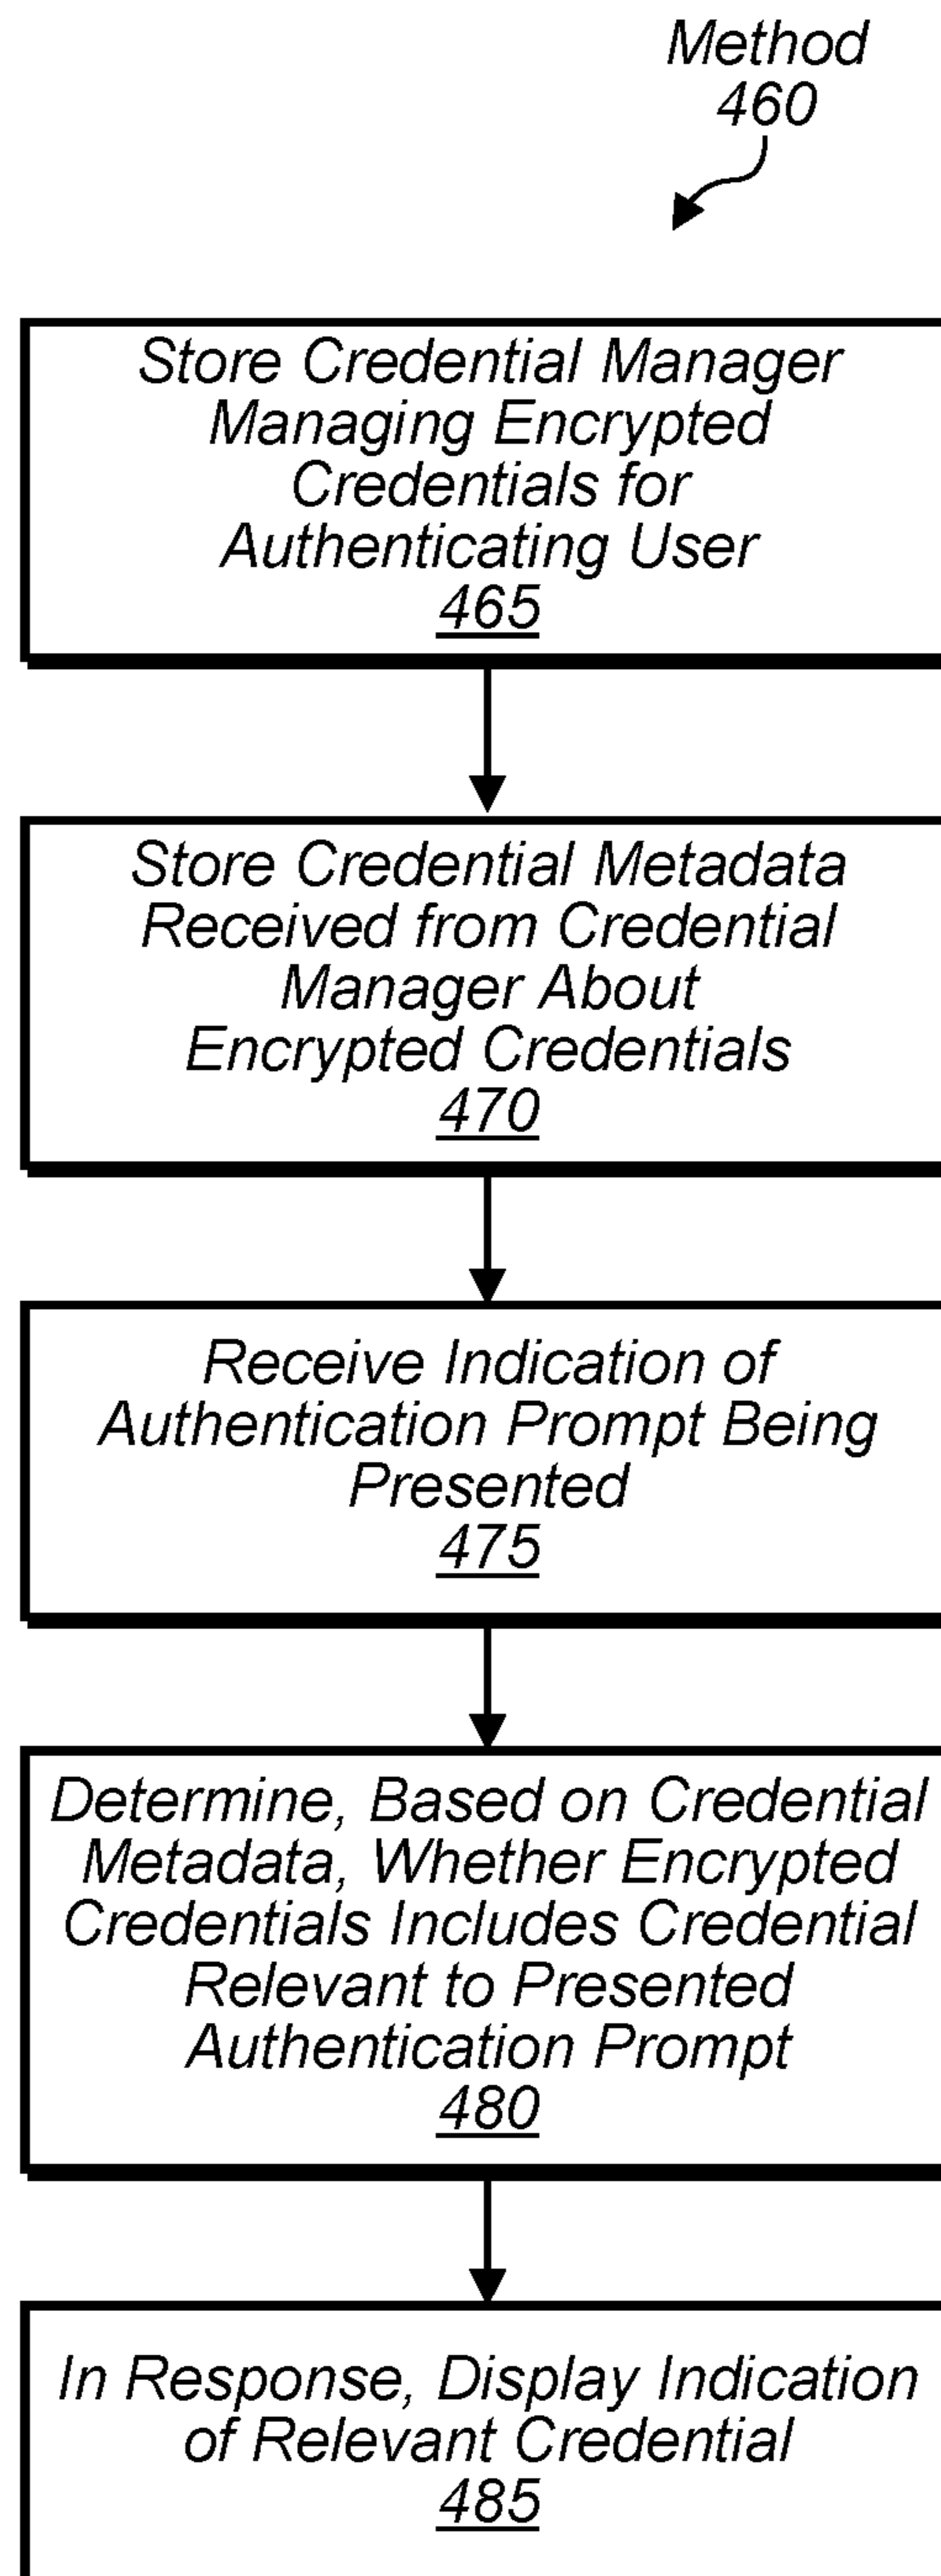 Method
460
Store Credential Manager
Managing Encrypted
Credentials for
Authenticating User
465
Store Credential Metadata
Received from Credential
Manager About
Encrypted Credentials
470
Receive Indication of
Authentication Prompt Being
Presented
475
Determine, Based on Credential
Metadata, Whether Encrypted
Credentials Includes Credential
Relevant to Presented
Authentication Prompt
480
In Response, Display Indication
of Relevant Credential
485